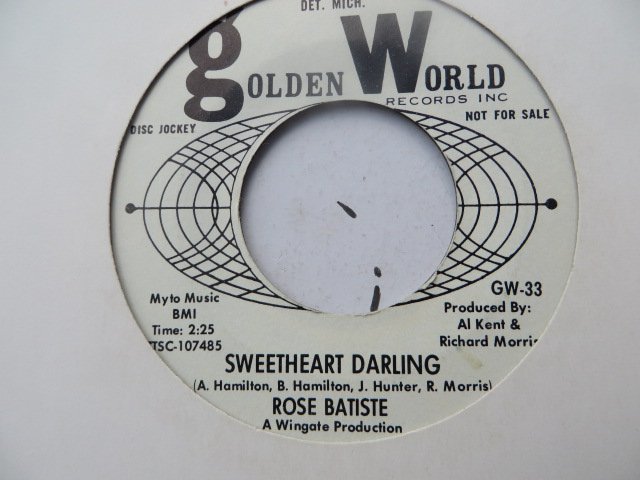 DET. MICH.
golden World
RECORDS INC
DISC JOCKEY
NOT FOR SALE
Myto Music
BMI
Time: 2:25
TSC-107485
GW-33
Produced By:
Al Kent &
Richard Morris
SWEETHEART DARLING
(A. Hamilton, B. Hamilton, J. Hunter, R. Morris)
ROSE BATISTE
A Wingate Production